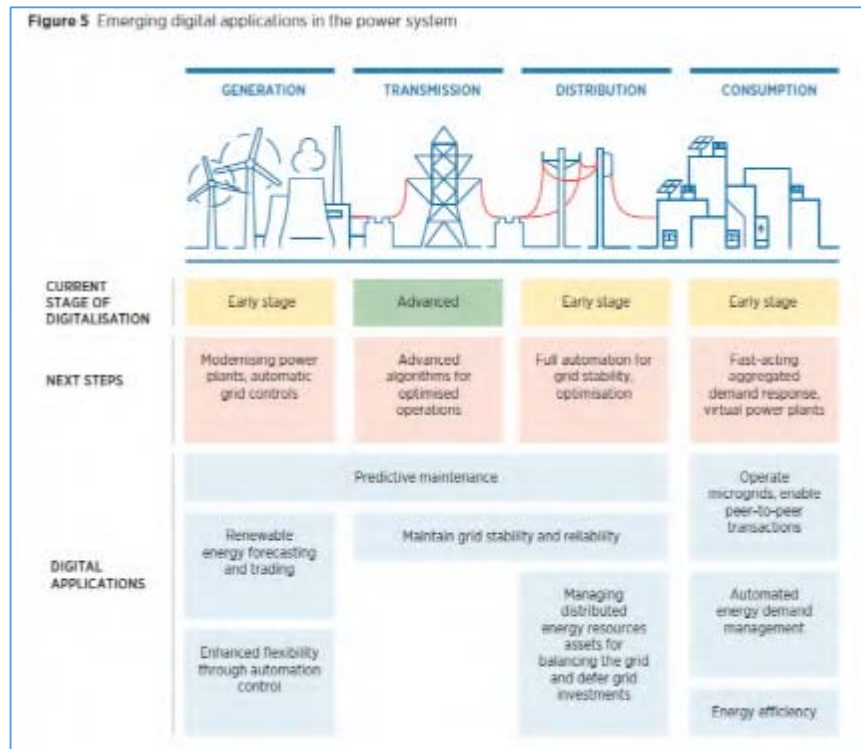 Figure 5 Emerging digital applications in the power system
GENERATION
TRANSMISSION
DISTRIBUTION
CONSUMPTION
CURRENT
STAGE OF
DIGITALISATION
Early stage
Advanced
Early stage
Early stage
NEXT STEPS
Modernising power
plants, automatic
grid controls
Advanced
algorithms for
optimised
operations
Full automation for
grid stability,
optimisation
Fast-acting
aggregated
demand response,
virtual power plants
DIGITAL
APPLICATIONS
Predictive maintenance
Operate
microgrids, enable
peer-to-peer
transactions
Renewable
energy forecasting
and trading
Maintain grid stability and reliability
Managing
distributed
energy resources
assets for
balancing the grid
and defer grid
investments
Automated
energy demand
management
Enhanced flexibility
through automation
control
Energy efficiency